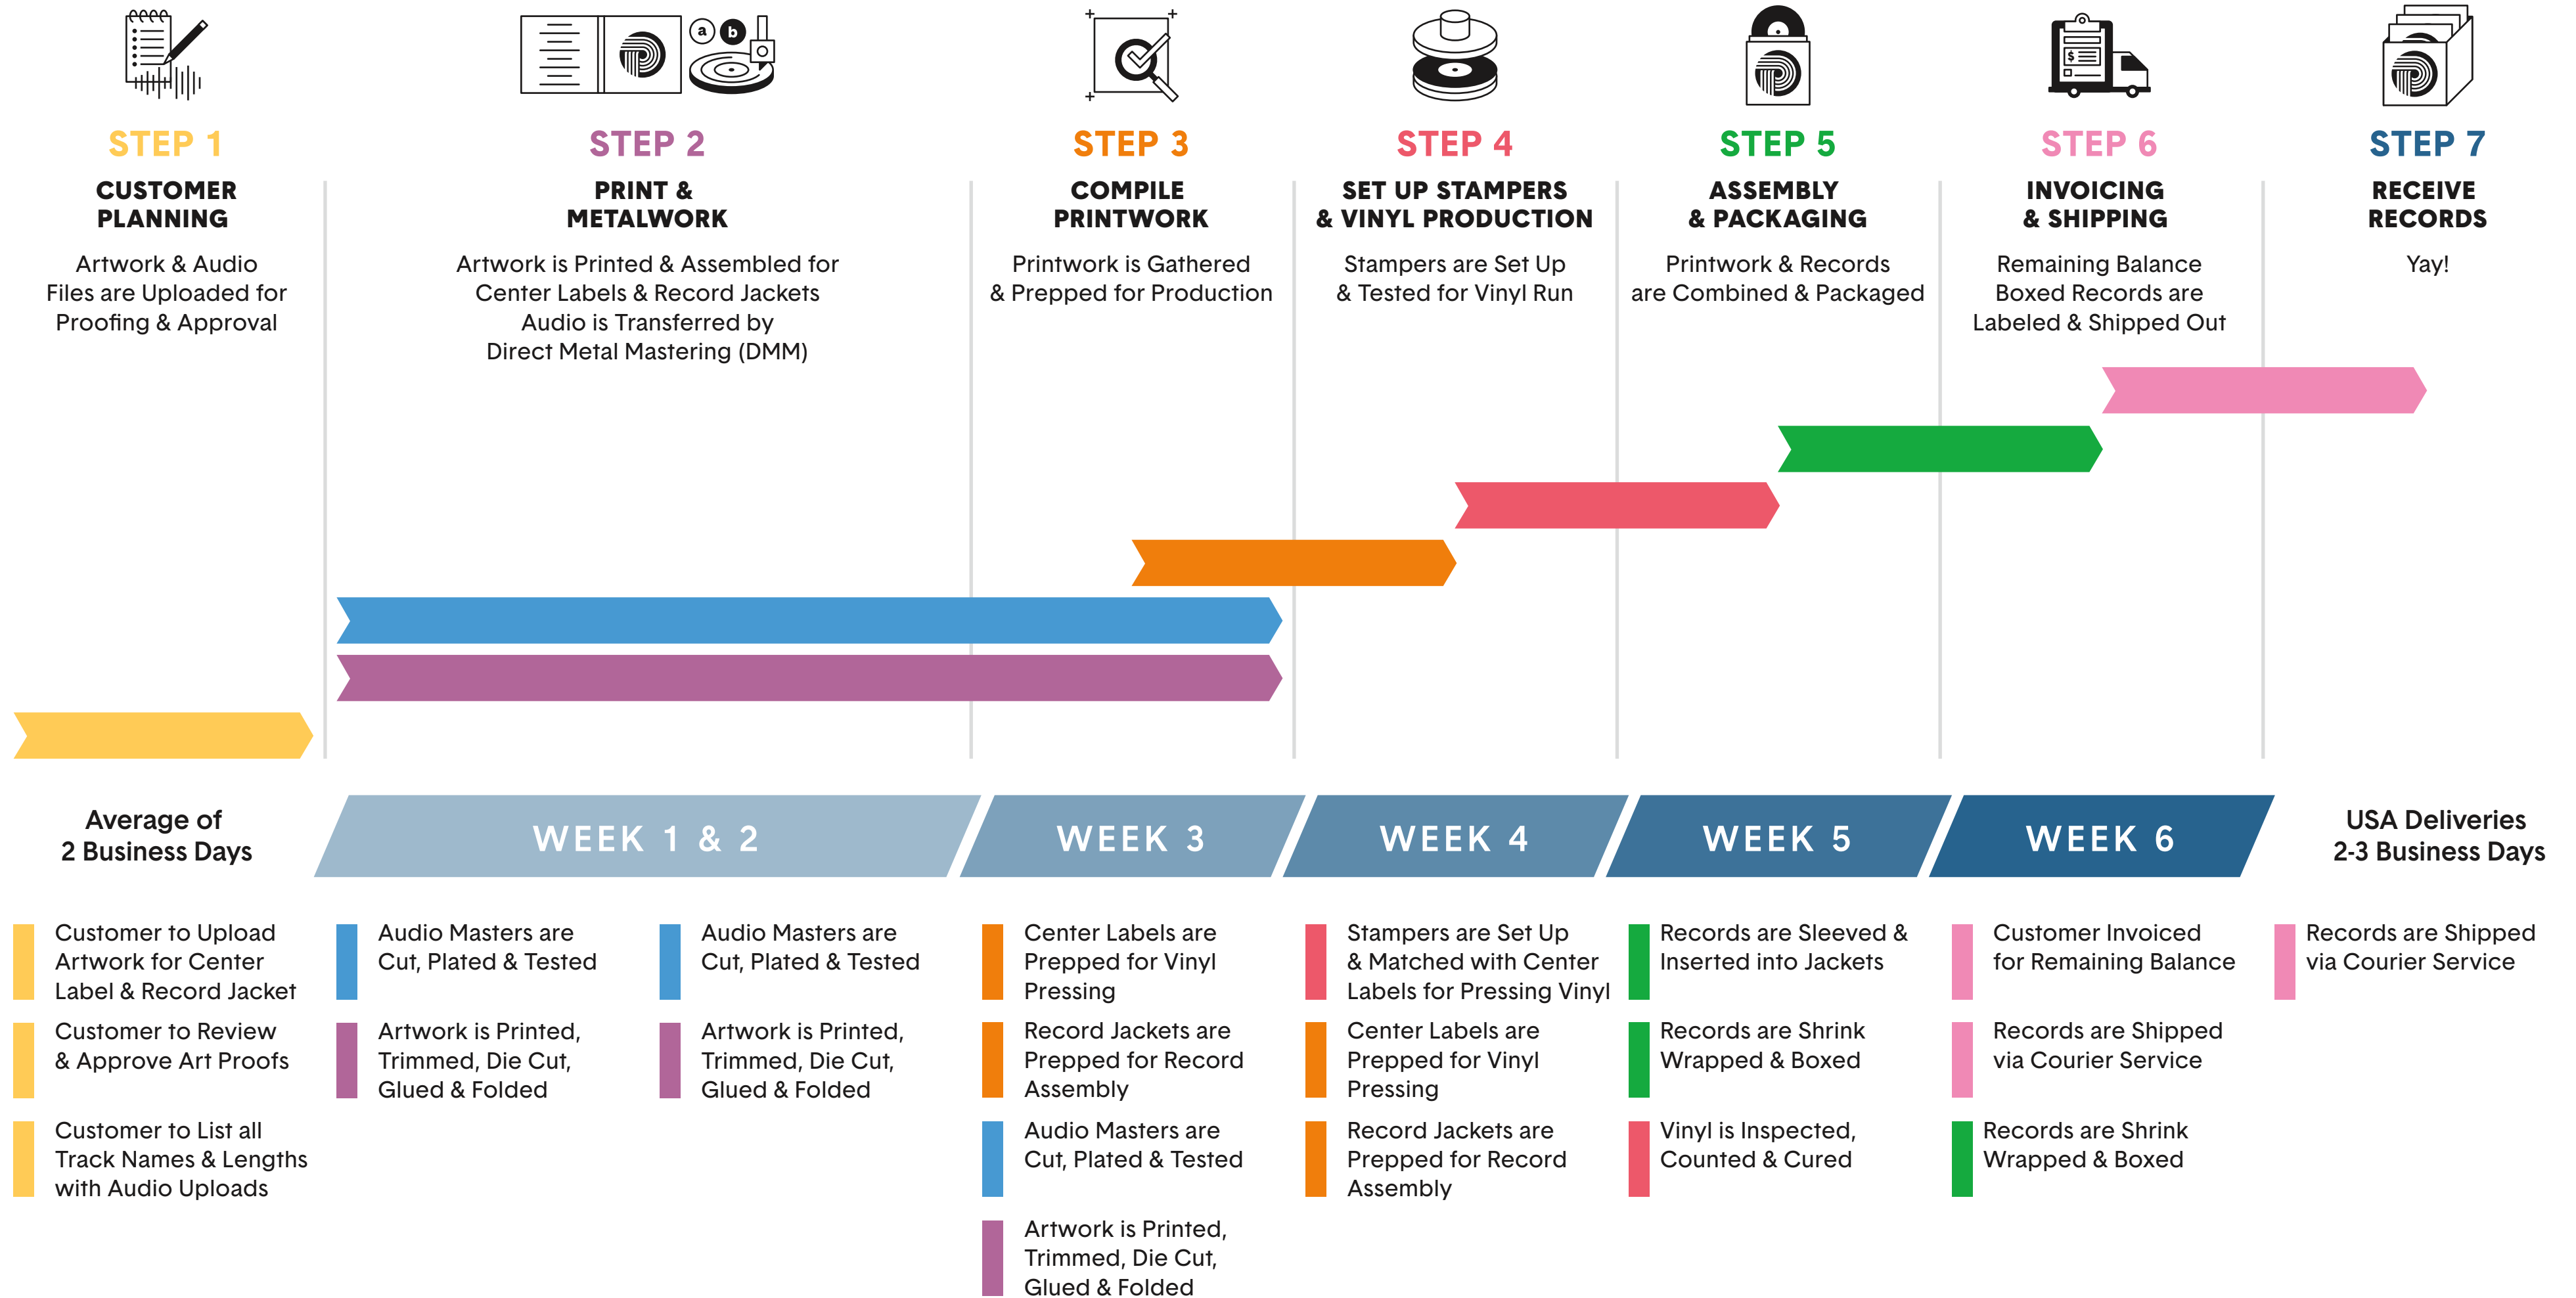 a b
$
STEP 1
CUSTOMER
PLANNING
Artwork & Audio
Files are Uploaded for
Proofing & Approval
STEP 2
PRINT &
METALWORK
Artwork is Printed & Assembled for
Center Labels & Record Jackets
Audio is Transferred by
Direct Metal Mastering (DMM)
STEP 3
COMPILE
PRINTWORK
Printwork is Gathered
& Prepped for Production
STEP 4
SET UP STAMPERS
& VINYL PRODUCTION
Stampers are Set Up
& Tested for Vinyl Run
STEP 5
ASSEMBLY
& PACKAGING
Printwork & Records
are Combined & Packaged
STEP 6
INVOICING
& SHIPPING
Remaining Balance
Boxed Records are
Labeled & Shipped Out
STEP 7
RECEIVE
RECORDS
Yay!
Average of
2 Business Days
WEEK 1 & 2
WEEK 3
WEEK 4
WEEK 5
WEEK 6
USA Deliveries
2-3 Business Days
Customer to Upload
Artwork for Center
Label & Record Jacket
Customer to Review
& Approve Art Proofs
Customer to List all
Track Names & Lengths
with Audio Uploads
Audio Masters are
Cut, Plated & Tested
Artwork is Printed,
Trimmed, Die Cut,
Glued & Folded
Audio Masters are
Cut, Plated & Tested
Artwork is Printed,
Trimmed, Die Cut,
Glued & Folded
Center Labels are
Prepped for Vinyl
Pressing
Record Jackets are
Prepped for Record
Assembly
Audio Masters are
Cut, Plated & Tested
Artwork is Printed,
Trimmed, Die Cut,
Glued & Folded
Stampers are Set Up
& Matched with Center
Labels for Pressing Vinyl
Center Labels are
Prepped for Vinyl
Pressing
Record Jackets are
Prepped for Record
Assembly
Records are Sleeved &
Inserted into Jackets
Records are Shrink
Wrapped & Boxed
Vinyl is Inspected,
Counted & Cured
Customer Invoiced
for Remaining Balance
Records are Shipped
via Courier Service
Records are Shrink
Wrapped & Boxed
Records are Shipped
via Courier Service